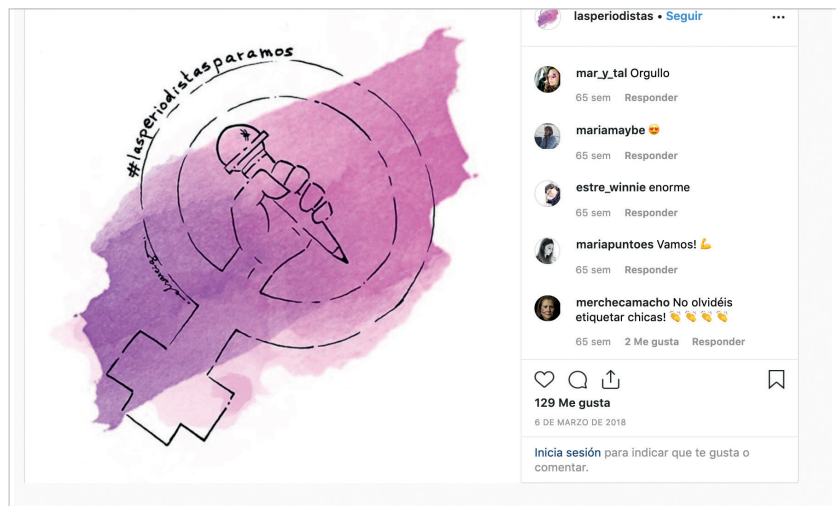 #lasperiodistasparamos
lasperiodistas • Seguir
mar_y_tal Orgullo
65 sem Responder
mariamaybe 😍
65 sem Responder
estre_winnie enorme
65 sem Responder
mariapuntoes Vamos! 💪
65 sem Responder
merchecamacho No olvidéis
etiquetar chicas! 👏 👏 👏 👏
65 sem 2 Me gusta Responder
129 Me gusta
6 DE MARZO DE 2018
Inicia sesión para indicar que te gusta o
comentar.